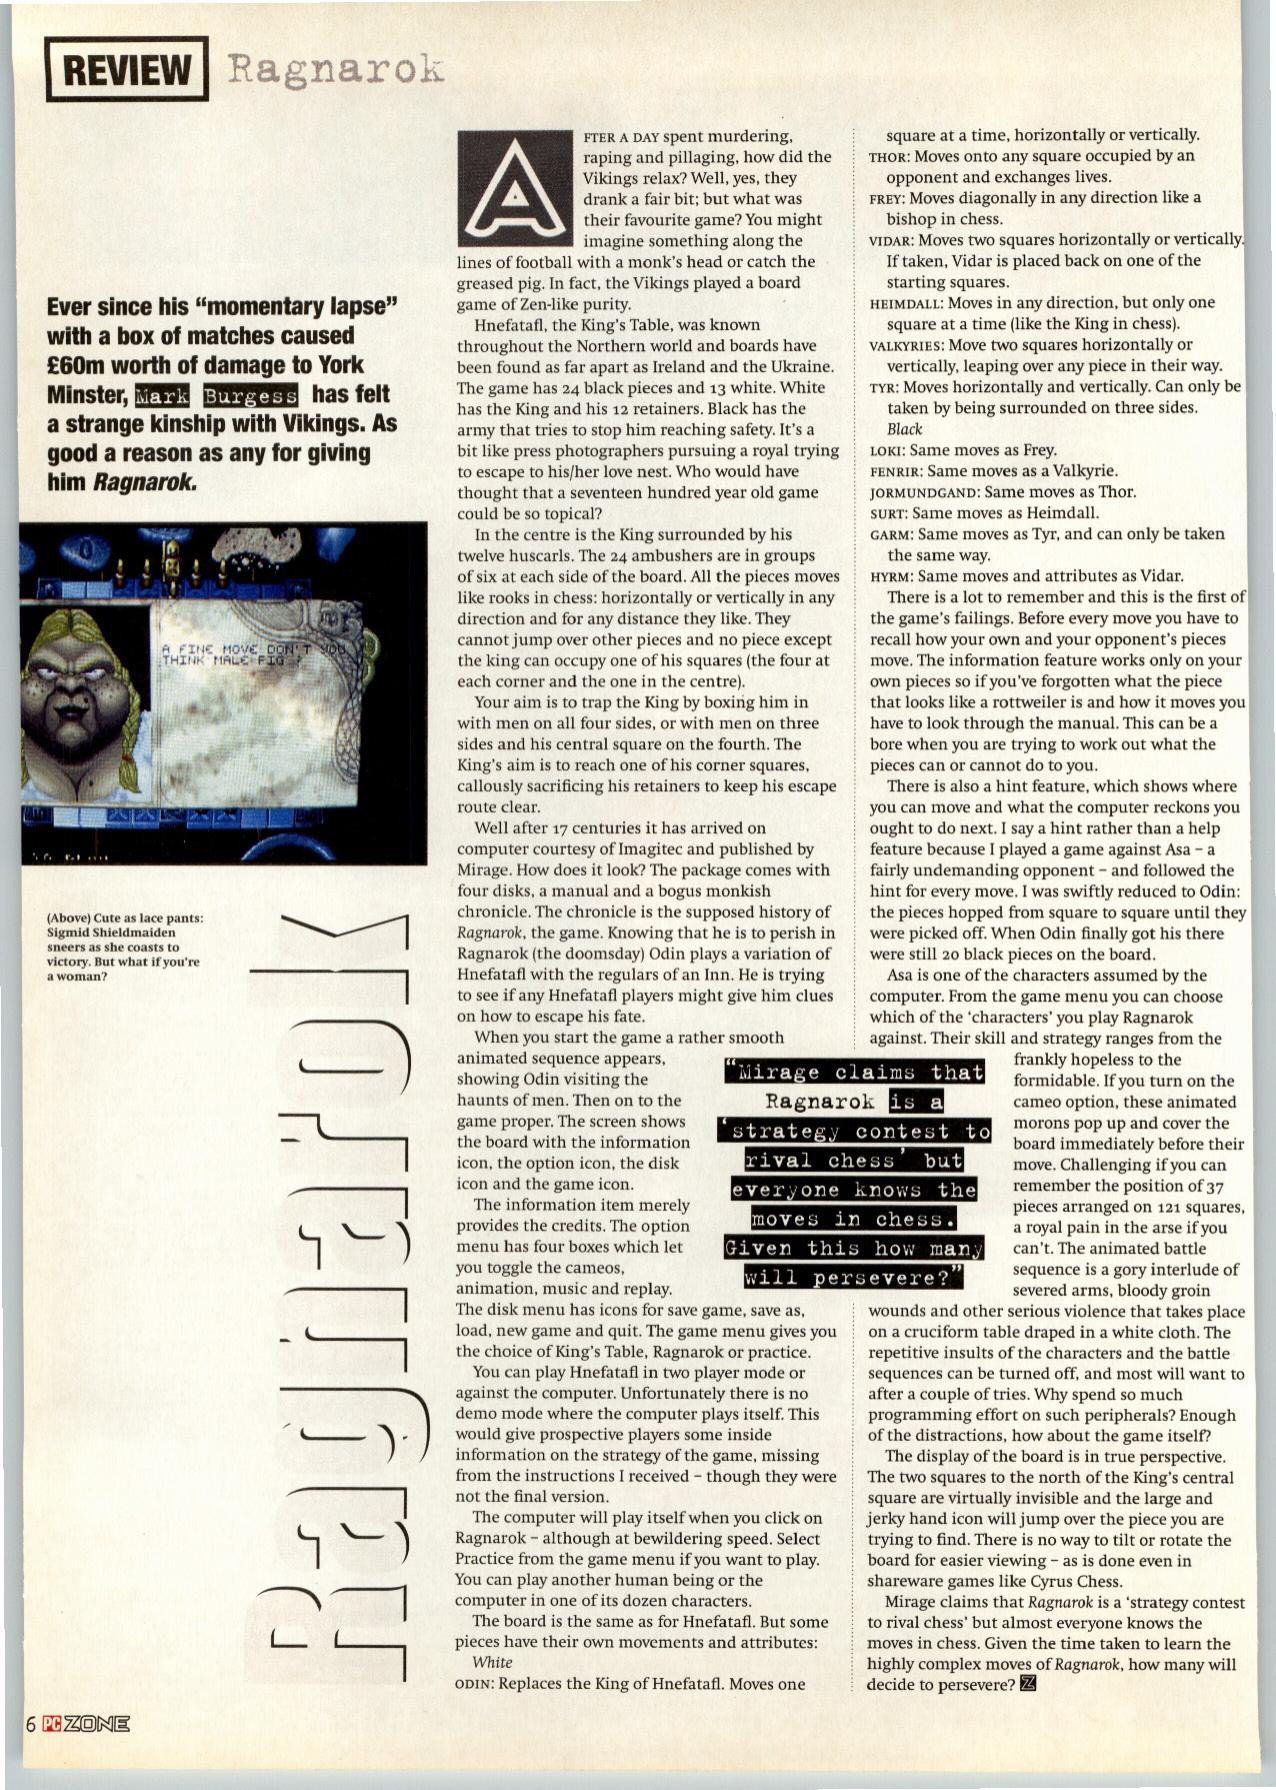 REVIEW Ragnarok
Ever since his “momentary lapse”
with a box of matches caused
£60m worth of damage to York
Minster, Mark Burgess has felt
a strange kinship with Vikings. As
good a reason as any for giving
him Ragnarok.
A FINE MOVE DON'T YOU
THINK MALE PIG ?
(Above) Cute as lace pants:
Sigmid Shieldmaiden
sneers as she coasts to
victory. But what if you're
a woman?
Ragnarok
AFTER A DAY spent murdering,
raping and pillaging, how did the
Vikings relax? Well, yes, they
drank a fair bit; but what was
their favourite game? You might
imagine something along the
lines of football with a monk's head or catch the
greased pig. In fact, the Vikings played a board
game of Zen-like purity.
Hnefatafl, the King's Table, was known
throughout the Northern world and boards have
been found as far apart as Ireland and the Ukraine.
The game has 24 black pieces and 13 white. White
has the King and his 12 retainers. Black has the
army that tries to stop him reaching safety. It's a
bit like press photographers pursuing a royal trying
to escape to his/her love nest. Who would have
thought that a seventeen hundred year old game
could be so topical?
In the centre is the King surrounded by his
twelve huscarls. The 24 ambushers are in groups
of six at each side of the board. All the pieces moves
like rooks in chess: horizontally or vertically in any
direction and for any distance they like. They
cannot jump over other pieces and no piece except
the king can occupy one of his squares (the four at
each corner and the one in the centre).
Your aim is to trap the King by boxing him in
with men on all four sides, or with men on three
sides and his central square on the fourth. The
King's aim is to reach one of his corner squares,
callously sacrificing his retainers to keep his escape
route clear.
Well after 17 centuries it has arrived on
computer courtesy of Imagitec and published by
Mirage. How does it look? The package comes with
four disks, a manual and a bogus monkish
chronicle. The chronicle is the supposed history of
Ragnarok, the game. Knowing that he is to perish in
Ragnarok (the doomsday) Odin plays a variation of
Hnefatafl with the regulars of an Inn. He is trying
to see if any Hnefatafl players might give him clues
on how to escape his fate.
When you start the game a rather smooth
animated sequence appears,
showing Odin visiting the
haunts of men. Then on to the
game proper. The screen shows
the board with the information
icon, the option icon, the disk
icon and the game icon.
The information item merely
provides the credits. The option
menu has four boxes which let
you toggle the cameos,
animation, music and replay.
The disk menu has icons for save game, save as,
load, new game and quit. The game menu gives you
the choice of King's Table, Ragnarok or practice.
You can play Hnefatafl in two player mode or
against the computer. Unfortunately there is no
demo mode where the computer plays itself. This
would give prospective players some inside
information on the strategy of the game, missing
from the instructions I received – though they were
not the final version.
The computer will play itself when you click on
Ragnarok – although at bewildering speed. Select
Practice from the game menu if you want to play.
You can play another human being or the
computer in one of its dozen characters.
The board is the same as for Hnefatafl. But some
pieces have their own movements and attributes:
White
ODIN: Replaces the King of Hnefatafl. Moves one
square at a time, horizontally or vertically.
THOR: Moves onto any square occupied by an
opponent and exchanges lives.
FREY: Moves diagonally in any direction like a
bishop in chess.
VIDAR: Moves two squares horizontally or vertically.
If taken, Vidar is placed back on one of the
starting squares.
HEIMDALL: Moves in any direction, but only one
square at a time (like the King in chess).
VALKYRIES: Move two squares horizontally or
vertically, leaping over any piece in their way.
TYR: Moves horizontally and vertically. Can only be
taken by being surrounded on three sides.
Black
LOKI: Same moves as Frey.
FENRIR: Same moves as a Valkyrie.
JORMUNDGAND: Same moves as Thor.
SURT: Same moves as Heimdall.
GARM: Same moves as Tyr, and can only be taken
the same way.
HYRM: Same moves and attributes as Vidar.
There is a lot to remember and this is the first of
the game's failings. Before every move you have to
recall how your own and your opponent's pieces
move. The information feature works only on your
own pieces so if you've forgotten what the piece
that looks like a rottweiler is and how it moves you
have to look through the manual. This can be a
bore when you are trying to work out what the
pieces can or cannot do to you.
There is also a hint feature, which shows where
you can move and what the computer reckons you
ought to do next. I say a hint rather than a help
feature because I played a game against Asa – a
fairly undemanding opponent – and followed the
hint for every move. I was swiftly reduced to Odin:
the pieces hopped from square to square until they
were picked off. When Odin finally got his there
were still 20 black pieces on the board.
Asa is one of the characters assumed by the
computer. From the game menu you can choose
which of the ‘characters’ you play Ragnarok
against. Their skill and strategy ranges from the
frankly hopeless to the
formidable. If you turn on the
cameo option, these animated
morons pop up and cover the
board immediately before their
move. Challenging if you can
remember the position of 37
pieces arranged on 121 squares,
a royal pain in the arse if you
can't. The animated battle
sequence is a gory interlude of
severed arms, bloody groin
wounds and other serious violence that takes place
on a cruciform table draped in a white cloth. The
repetitive insults of the characters and the battle
sequences can be turned off, and most will want to
after a couple of tries. Why spend so much
programming effort on such peripherals? Enough
of the distractions, how about the game itself?
The display of the board is in true perspective.
The two squares to the north of the King's central
square are virtually invisible and the large and
jerky hand icon will jump over the piece you are
trying to find. There is no way to tilt or rotate the
board for easier viewing – as is done even in
shareware games like Cyrus Chess.
Mirage claims that Ragnarok is a ‘strategy contest
to rival chess’ but almost everyone knows the
moves in chess. Given the time taken to learn the
highly complex moves of Ragnarok, how many will
decide to persevere? Z
“Mirage claims that
Ragnarok is a
‘strategy contest to
rival chess’ but
everyone knows the
moves in chess.
Given this how many
will persevere?”
6 PC ZONE